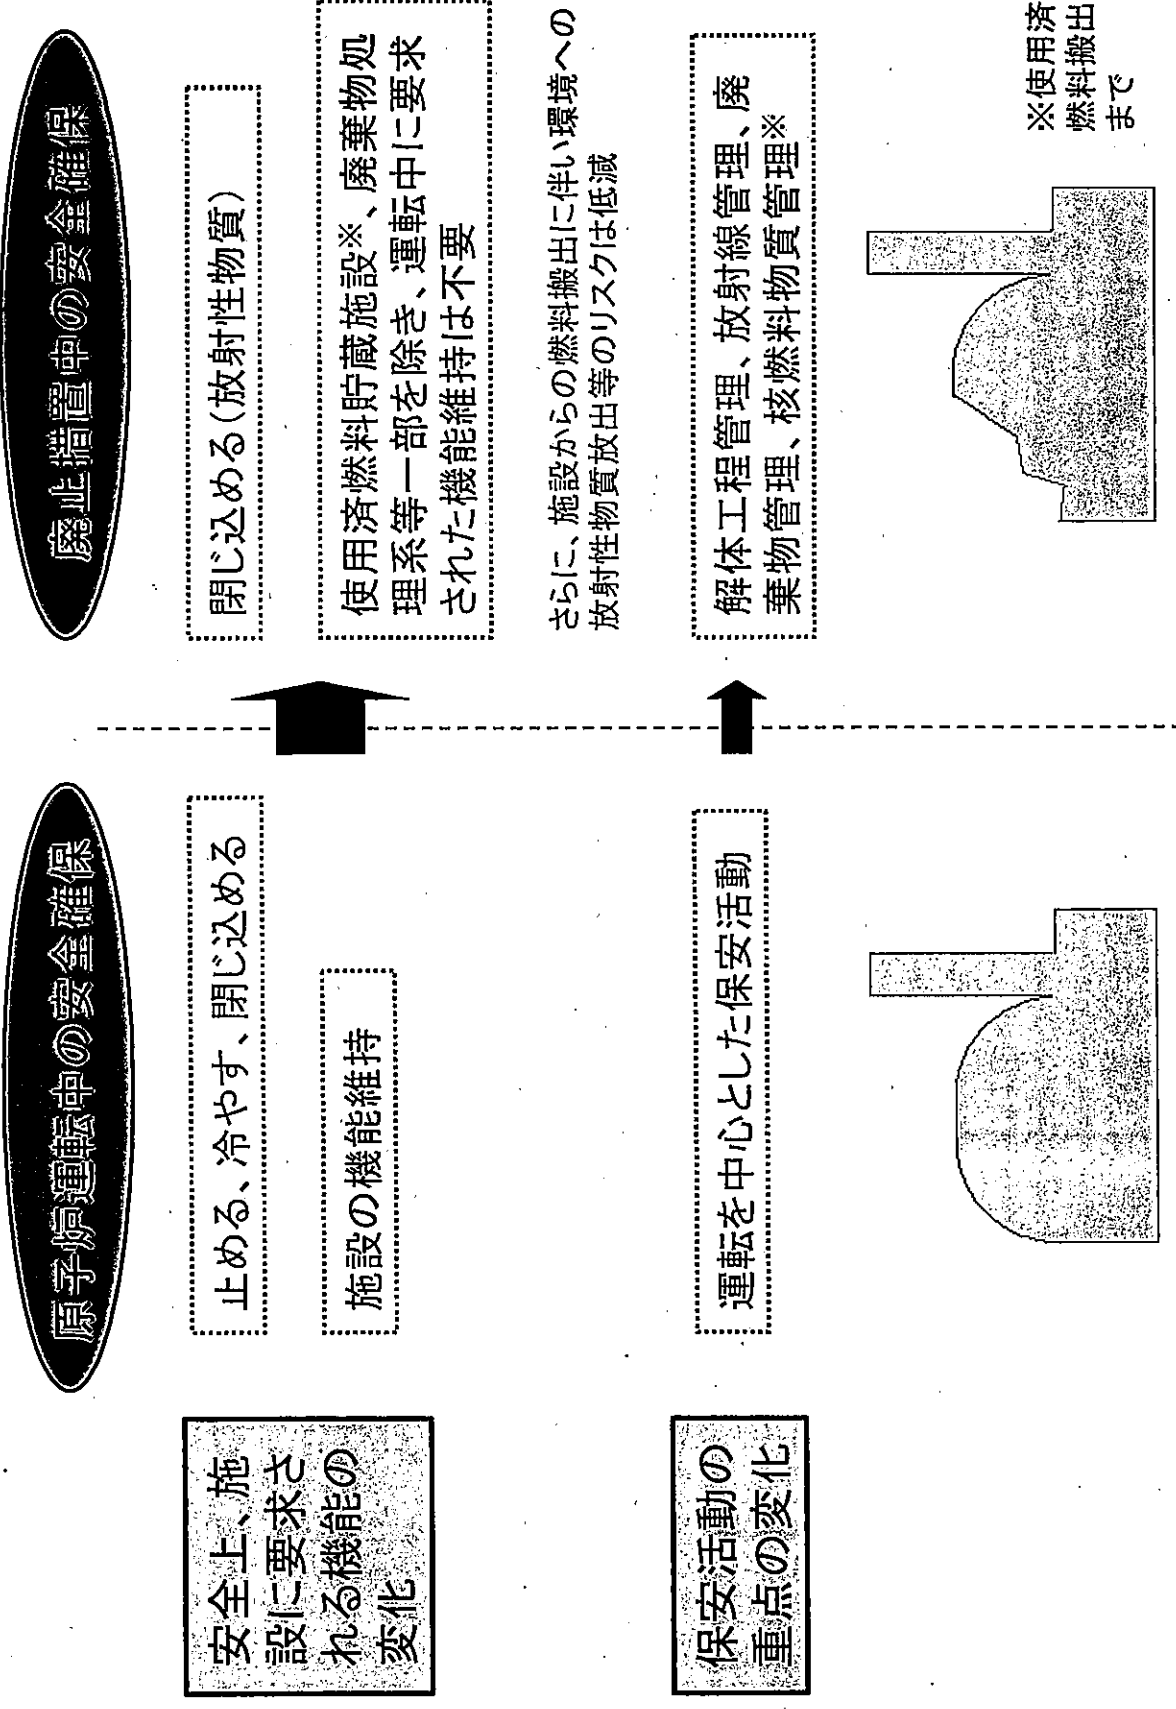 原子炉運転中の安全確保
廃止措置中の安全確保
安全上、施
設に要求さ
れる機能の
変化
止める、冷やす、閉じ込める
施設の機能維持
閉じ込める(放射性物質)
使用済燃料貯蔵施設※、廃棄物処
理系等一部を除き、運転中に要求
された機能維持は不要
さらに、施設からの燃料搬出に伴い環境への
放射性物質放出等のリスクは低減
保安活動の
重点の変化
運転を中心とした保安活動
解体工程管理、放射線管理、廃
棄物管理、核燃料物質管理※
※使用済
燃料搬出
まで